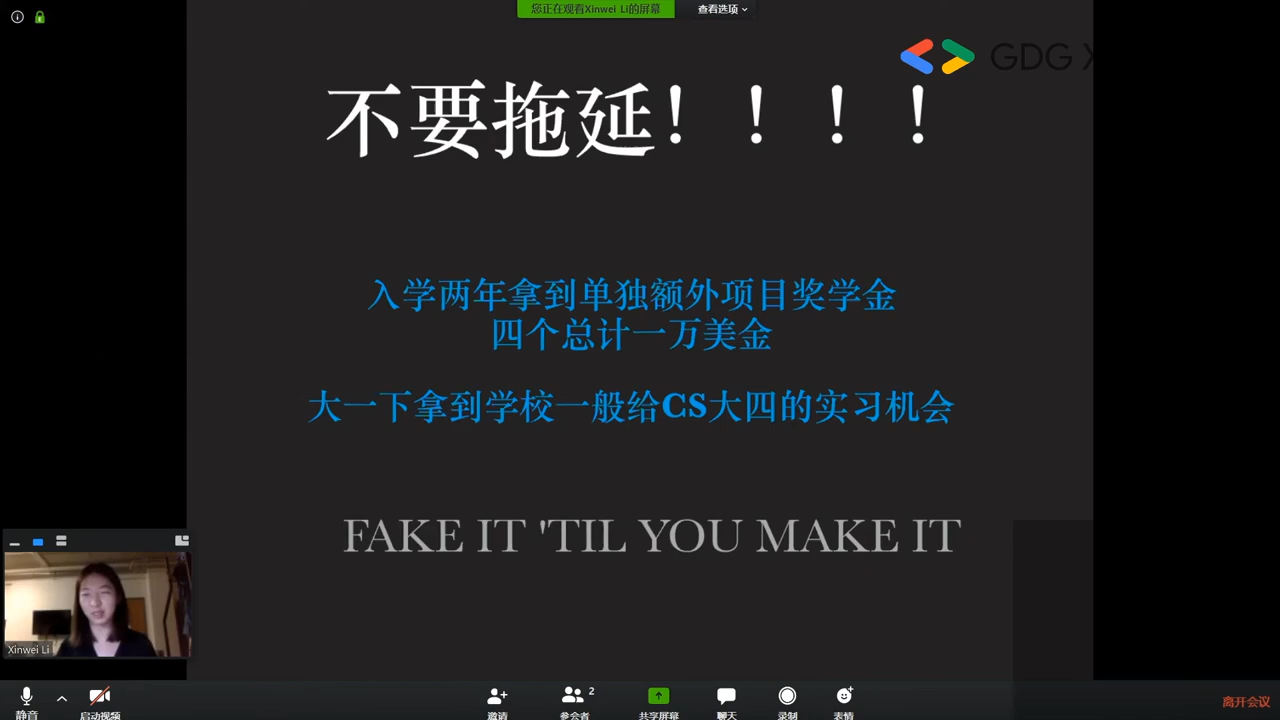 您正在观看Xinwei Li的屏幕
查看选项
GDG
不要拖延！！！！
入学两年拿到单独额外项目奖学金
四个总计一万美金
大一下拿到学校一般给CS大四的实习机会
FAKE IT 'TIL YOU MAKE IT
Xinwei Li
静音
启动视频
邀请
2
参会者
共享屏幕
聊天
录制
表情
离开会议